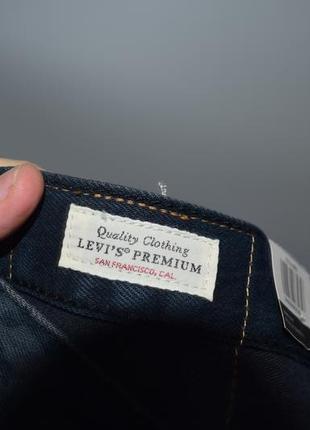 Quality Clothing
LEVI'S® PREMIUM
SAN FRANCISCO, CAL.